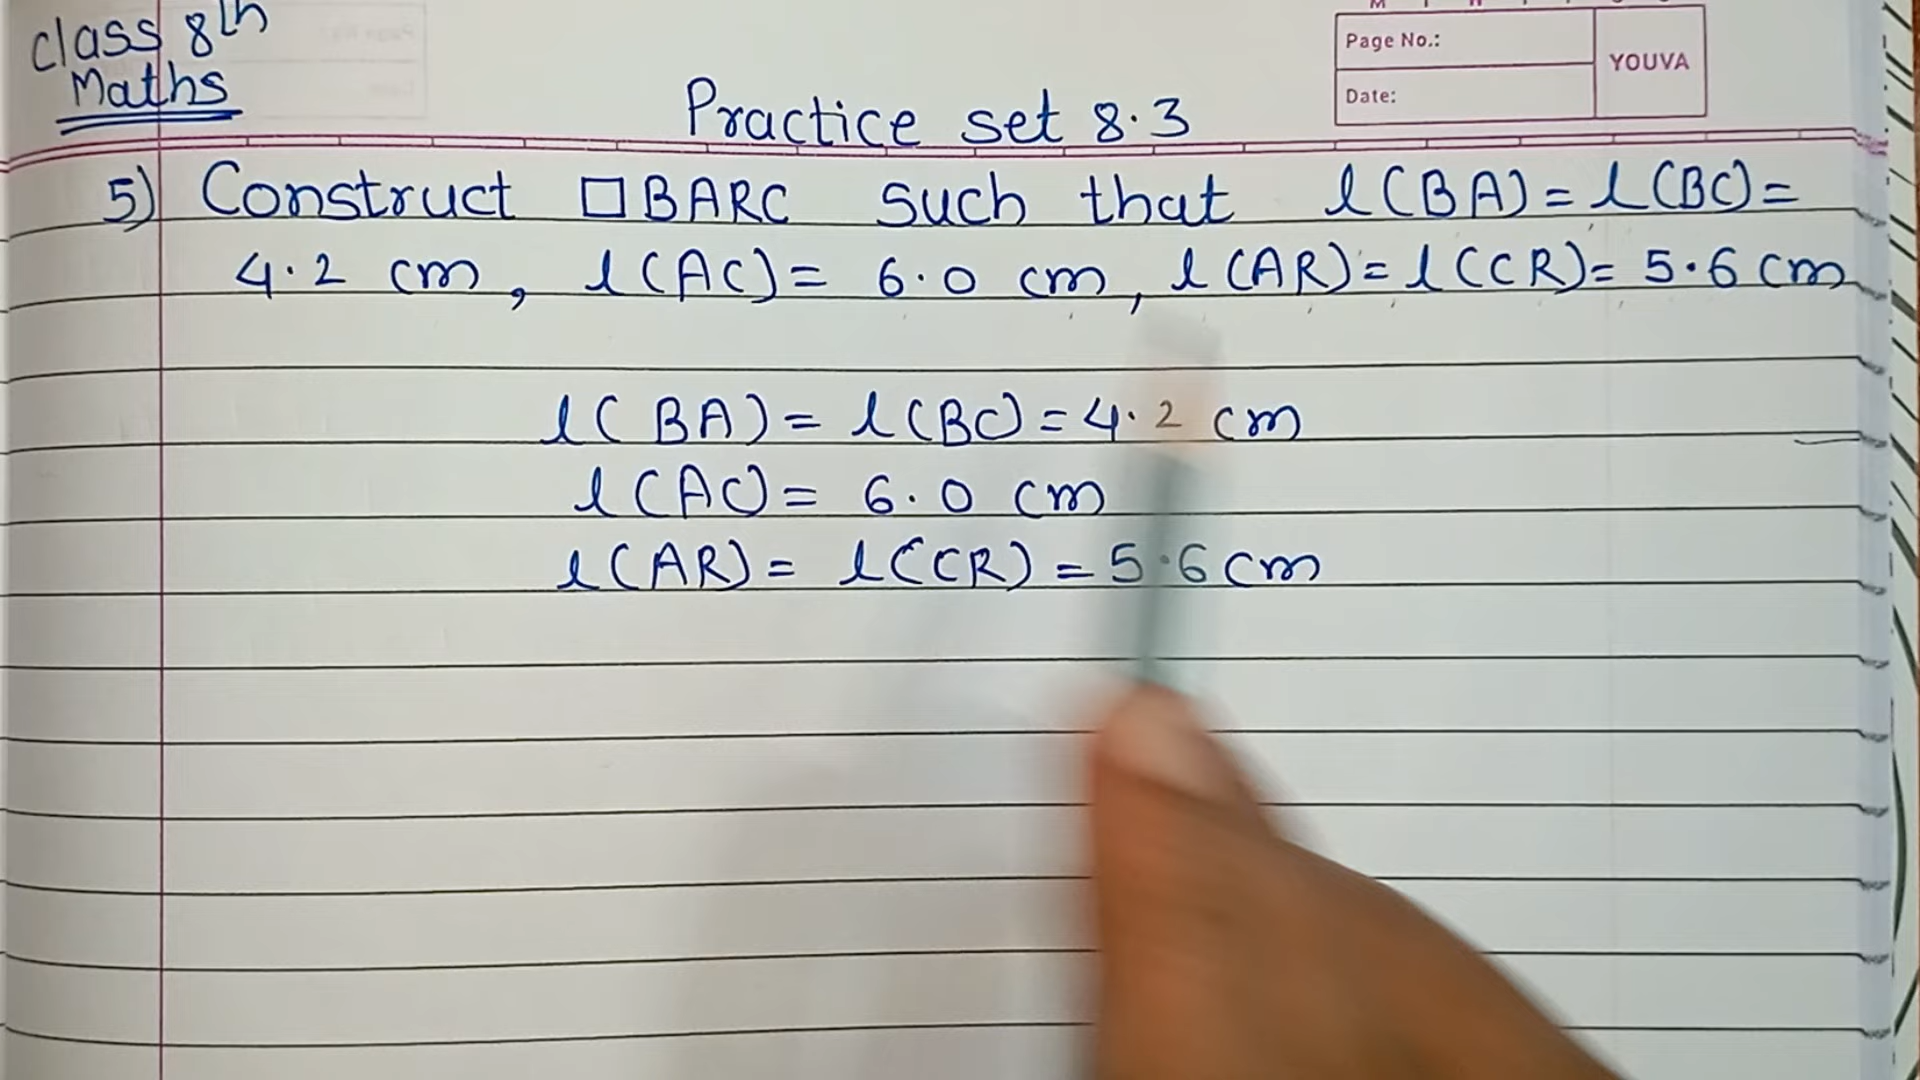 class 8th
Maths
Page No.:
YOUVA
Date:
Practice set 8.3
5) Construct □BARC such that l(BA) = l(BC) =
4.2 cm, l(AC) = 6.0 cm, l(AR) = l(CR) = 5.6 cm
l(BA) = l(BC) = 4.2 cm
l(AC) = 6.0 cm
l(AR) = l(CR) = 5.6 cm